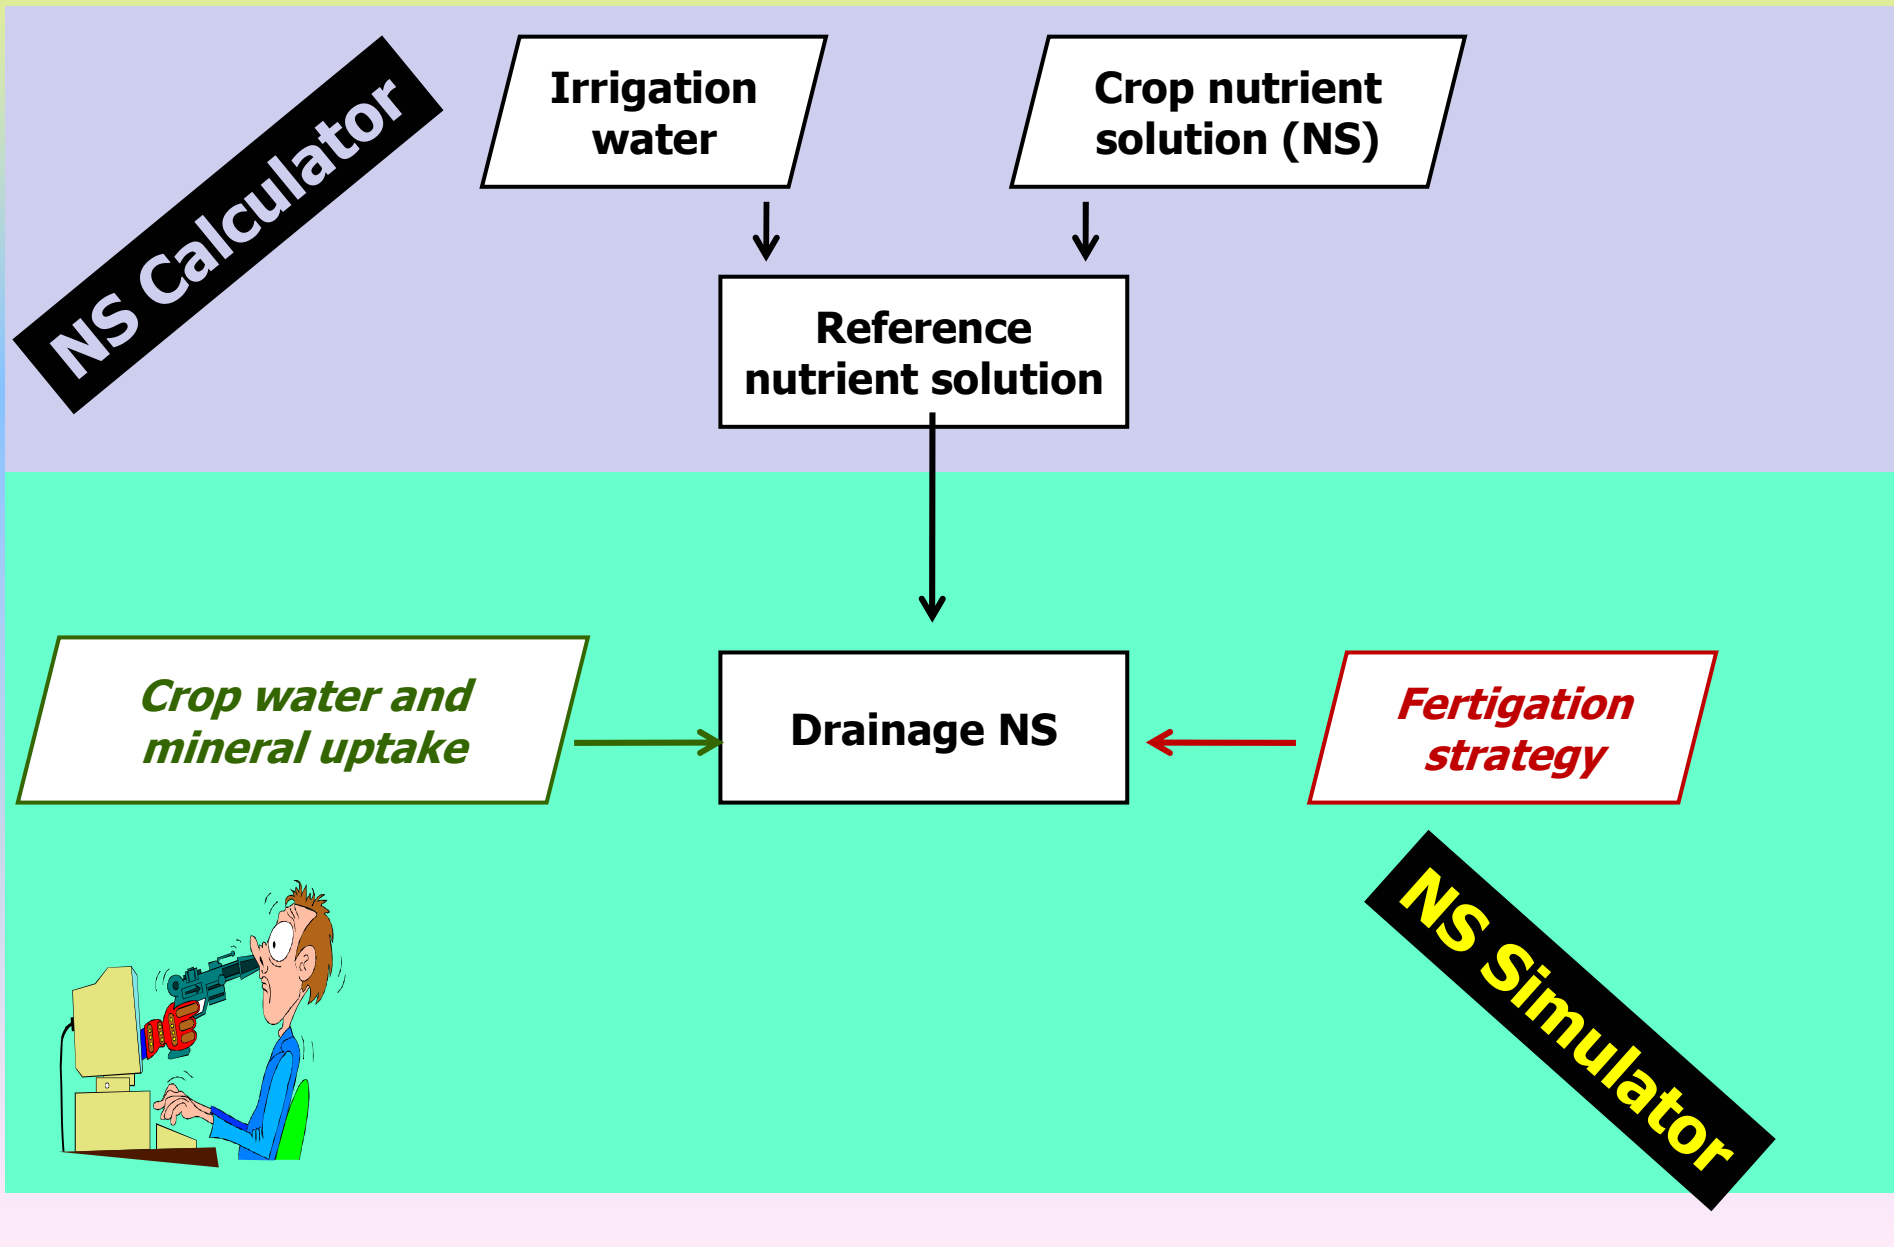 NS Calculator
Irrigation
water
Crop nutrient
solution (NS)
Reference
nutrient solution
Crop water and
mineral uptake
Drainage NS
Fertigation
strategy
NS Simulator